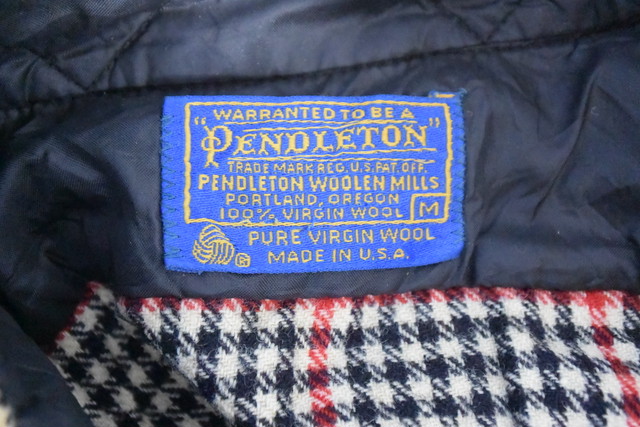 WARRANTED TO BE A
"PENDLETON"
TRADE MARK REG. U.S. PAT. OFF.
PENDLETON WOOLEN MILLS
PORTLAND, OREGON
100% VIRGIN WOOL M
PURE VIRGIN WOOL
R MADE IN U.S.A.